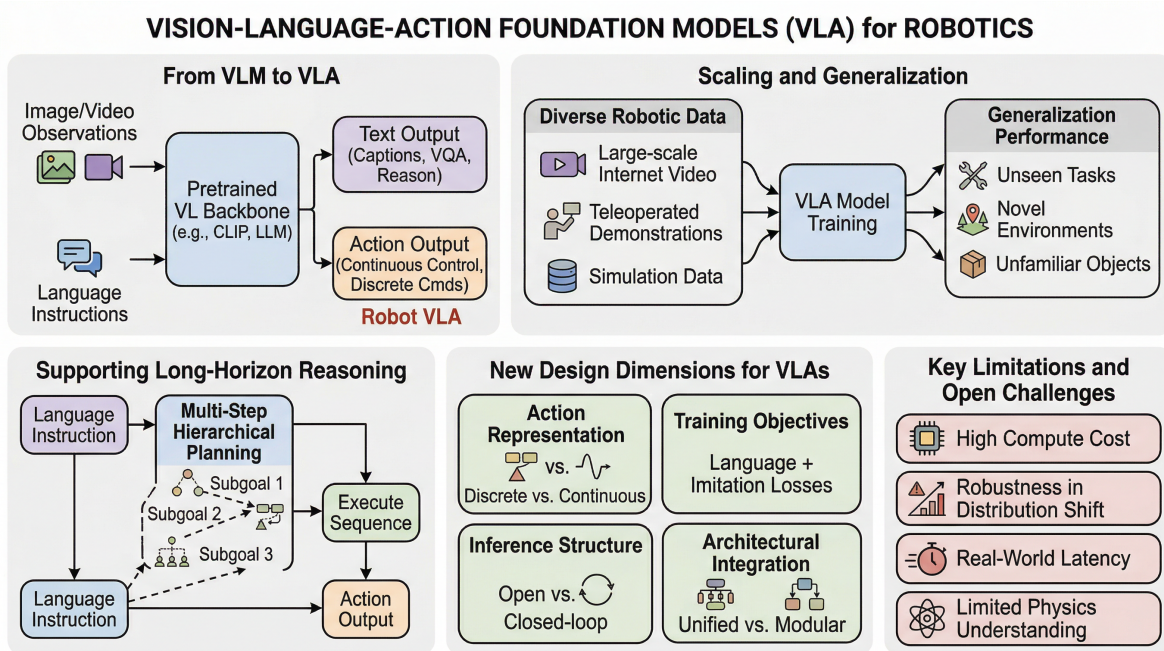 VISION-LANGUAGE-ACTION FOUNDATION MODELS (VLA) for ROBOTICS
From VLM to VLA
Image/Video
Observations
Language
Instructions
Pretrained
VL Backbone
(e.g., CLIP, LLM)
Text Output
(Captions, VQA,
Reason)
Action Output
(Continuous Control,
Discrete Cmds)
Robot VLA
Scaling and Generalization
Diverse Robotic Data
Large-scale
Internet Video
Teleoperated
Demonstrations
Simulation Data
VLA Model
Training
Generalization
Performance
Unseen Tasks
Novel
Environments
Unfamiliar Objects
Supporting Long-Horizon Reasoning
Language
Instruction
Multi-Step
Hierarchical
Planning
Subgoal 1
Subgoal 2
Subgoal 3
Execute
Sequence
Language
Instruction
Action
Output
New Design Dimensions for VLAs
Action
Representation
vs.
Discrete vs. Continuous
Training Objectives
Language +
Imitation Losses
Inference Structure
Open vs.
Closed-loop
Architectural
Integration
Unified vs. Modular
Key Limitations and
Open Challenges
High Compute Cost
Robustness in
Distribution Shift
Real-World Latency
Limited Physics
Understanding